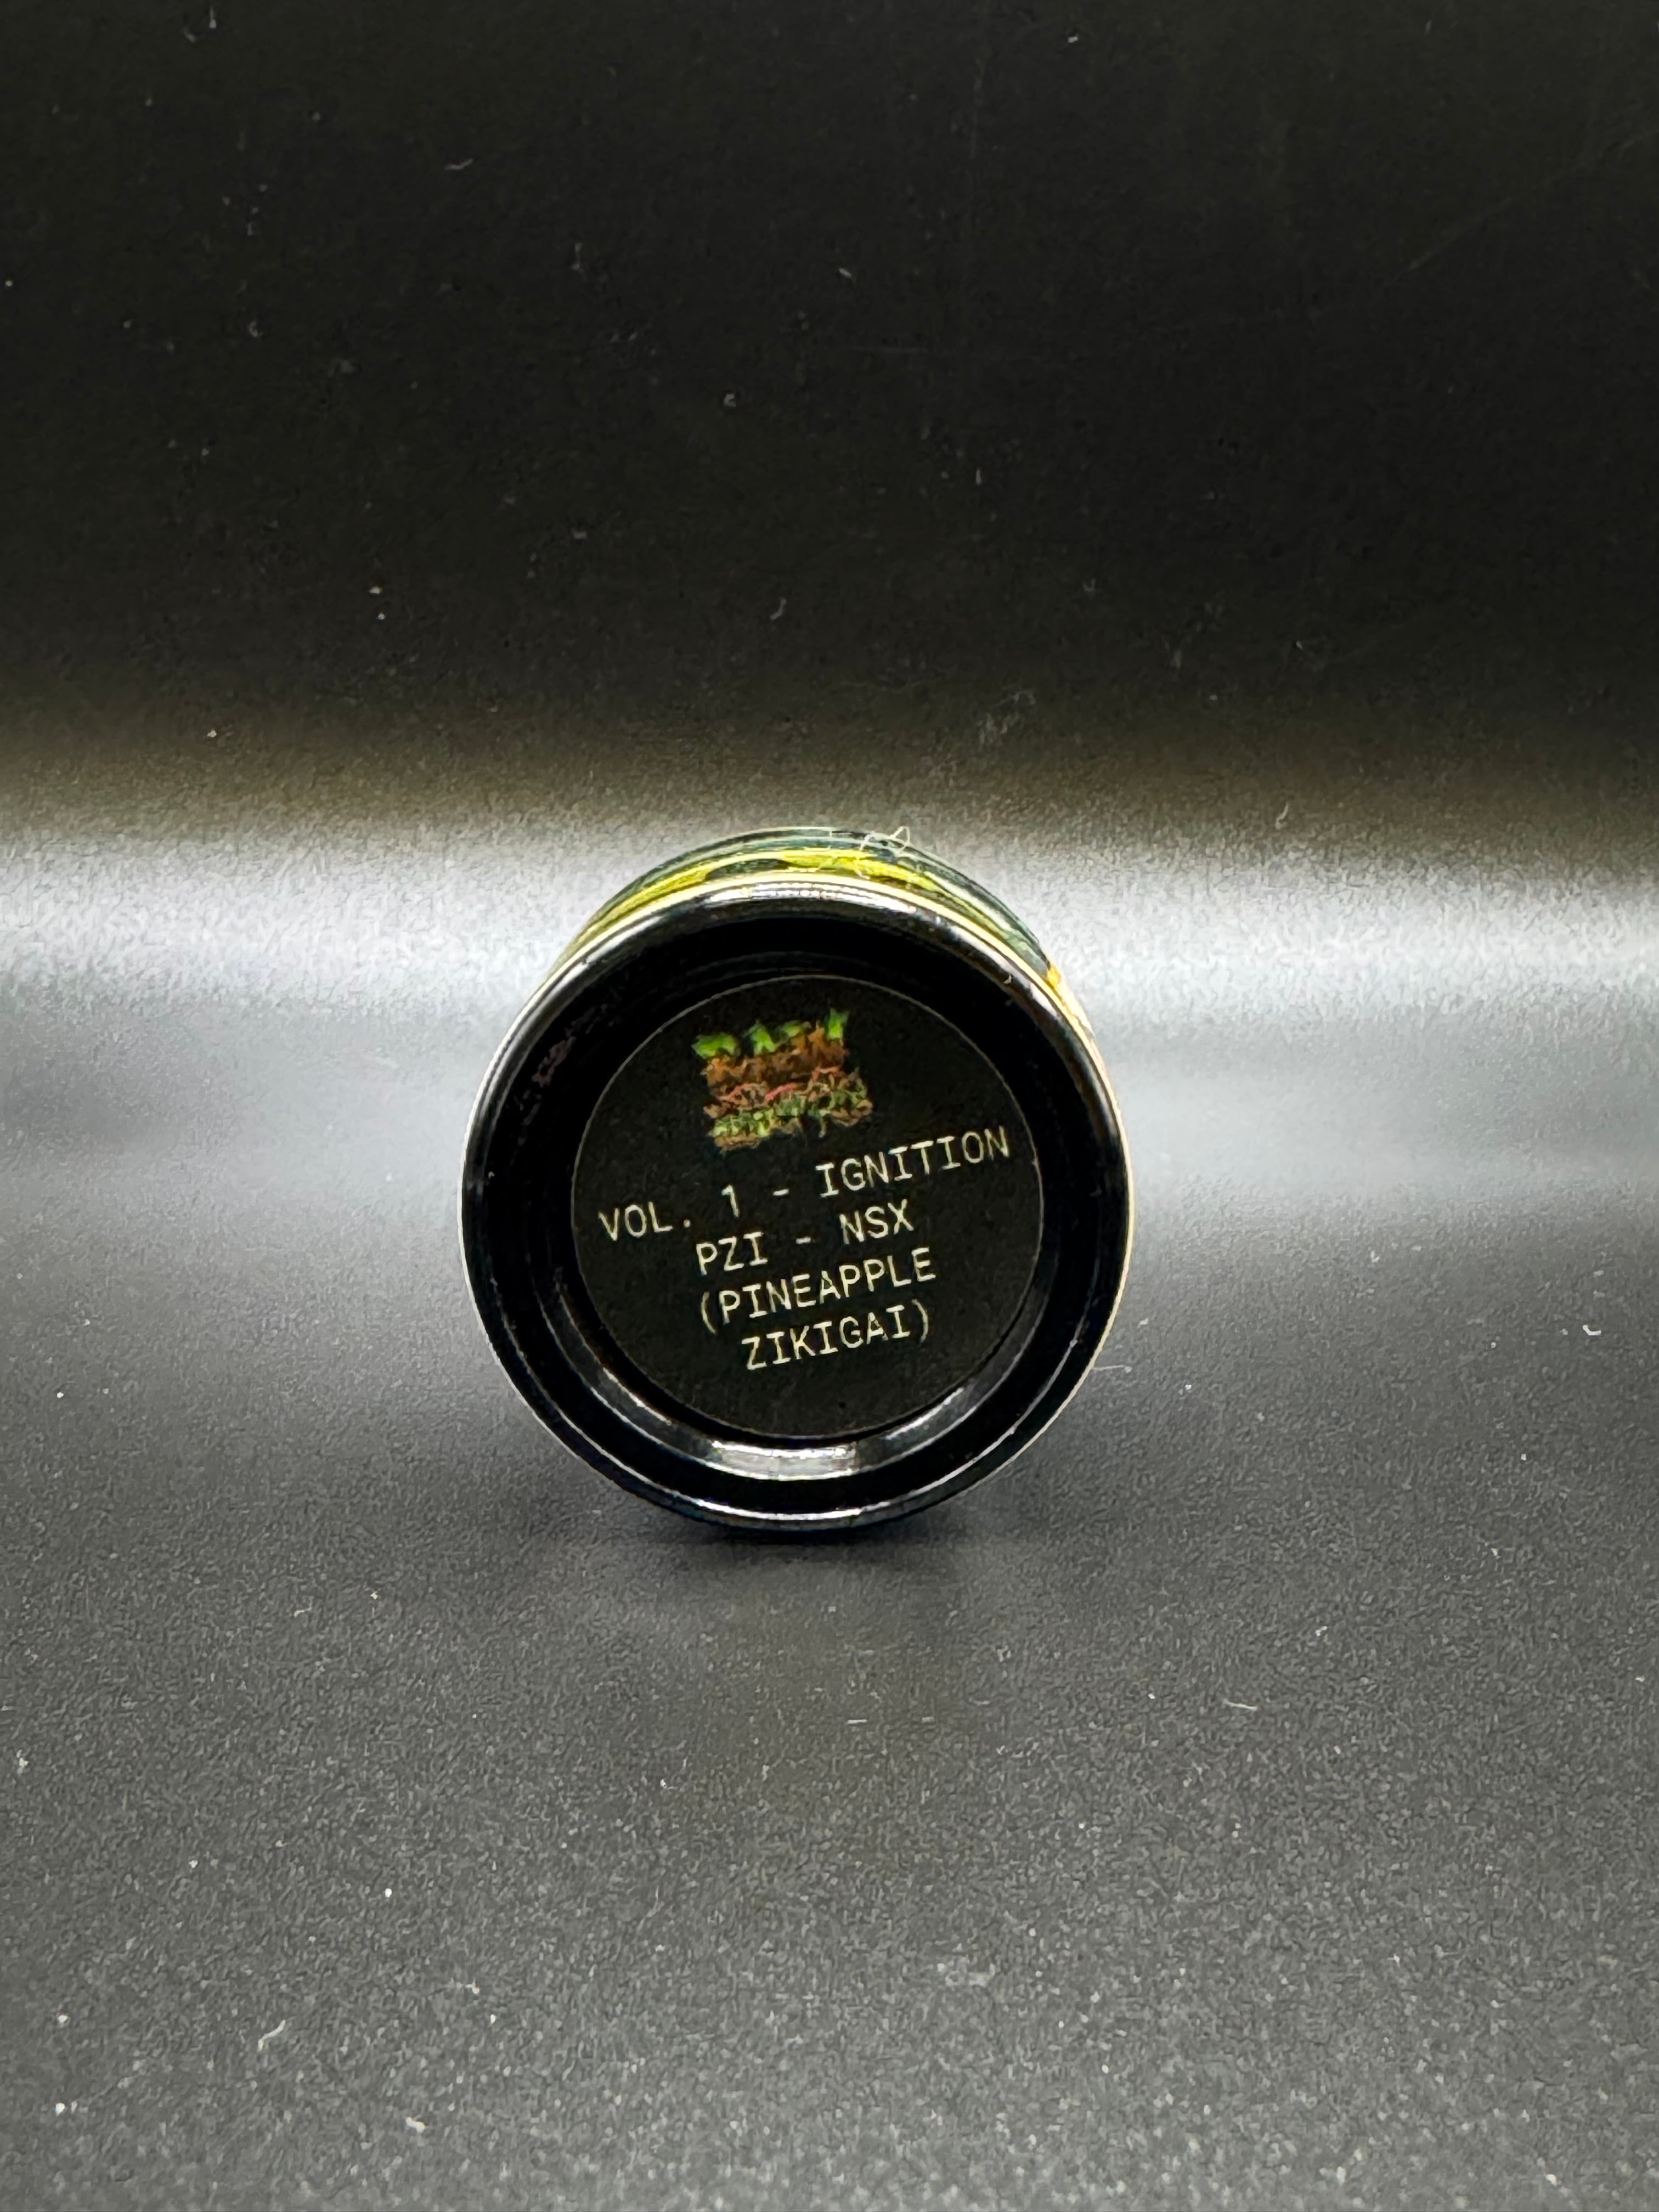 VOL. 1 - IGNITION
PZI - NSX
(PINEAPPLE
ZIKIGAI)